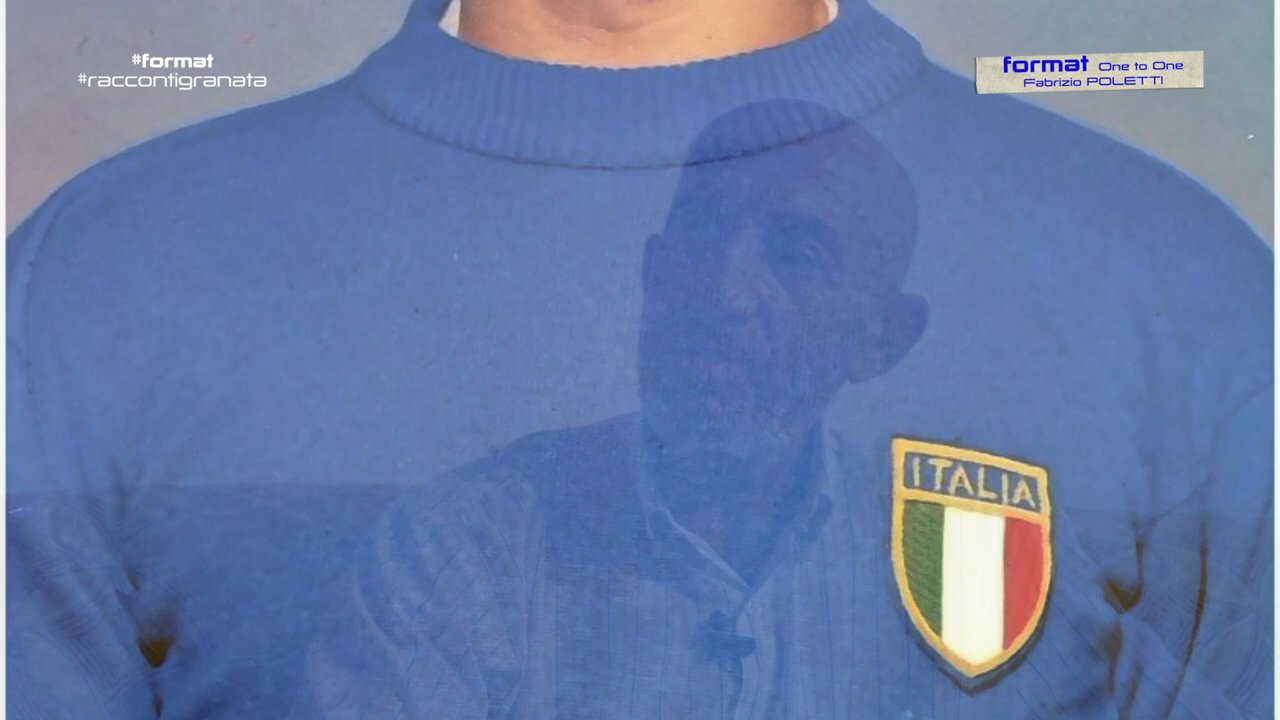 #format
#raccontigranata
format One to One
Fabrizio POLETTI
ITALIA